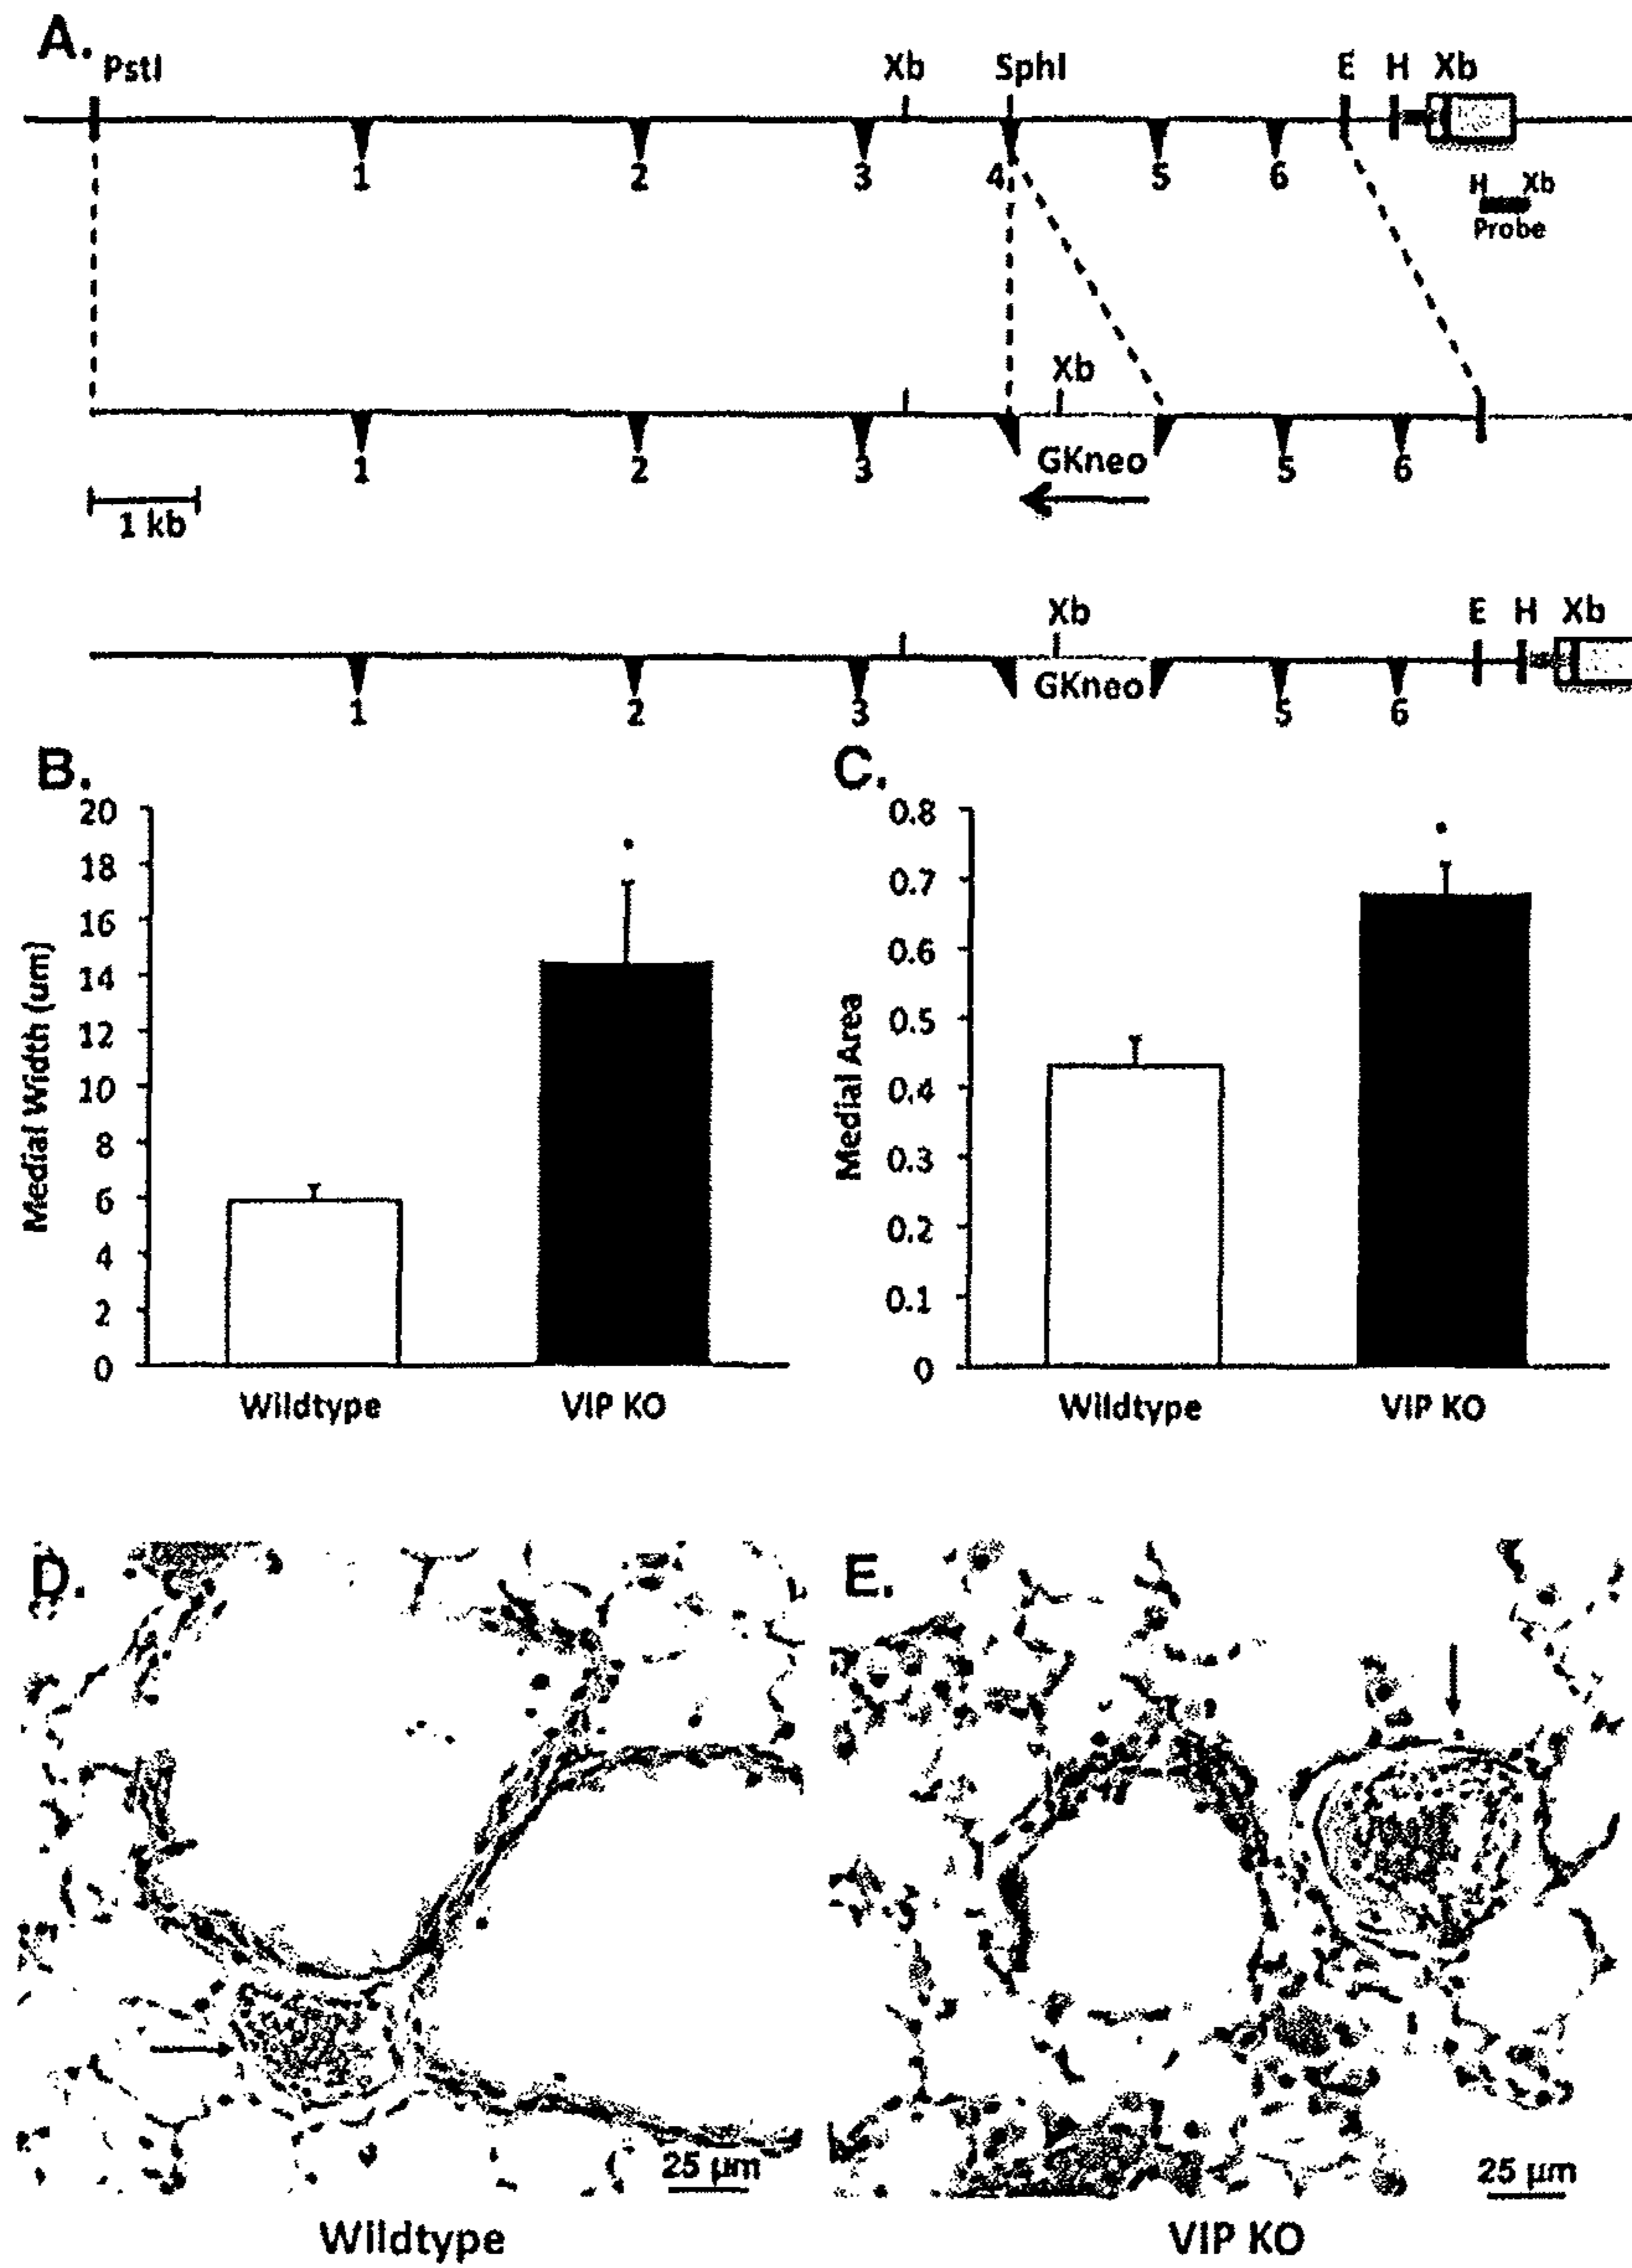 A.
PstI Xb SphI E H Xb
1 2 3 4 5 6
H Xb
Probe
Xb
1 2 3 GKneo 5 6
1 kb
Xb E H Xb
1 2 3 GKneo 5 6
B.
20
18
16
14
12
10
8
6
4
2
0
Medial Width (um)
Wildtype VIP KO
C.
0.8
0.7
0.6
0.5
0.4
0.3
0.2
0.1
0
Medial Area
Wildtype VIP KO
D.
25 µm
Wildtype
E.
25 µm
VIP KO